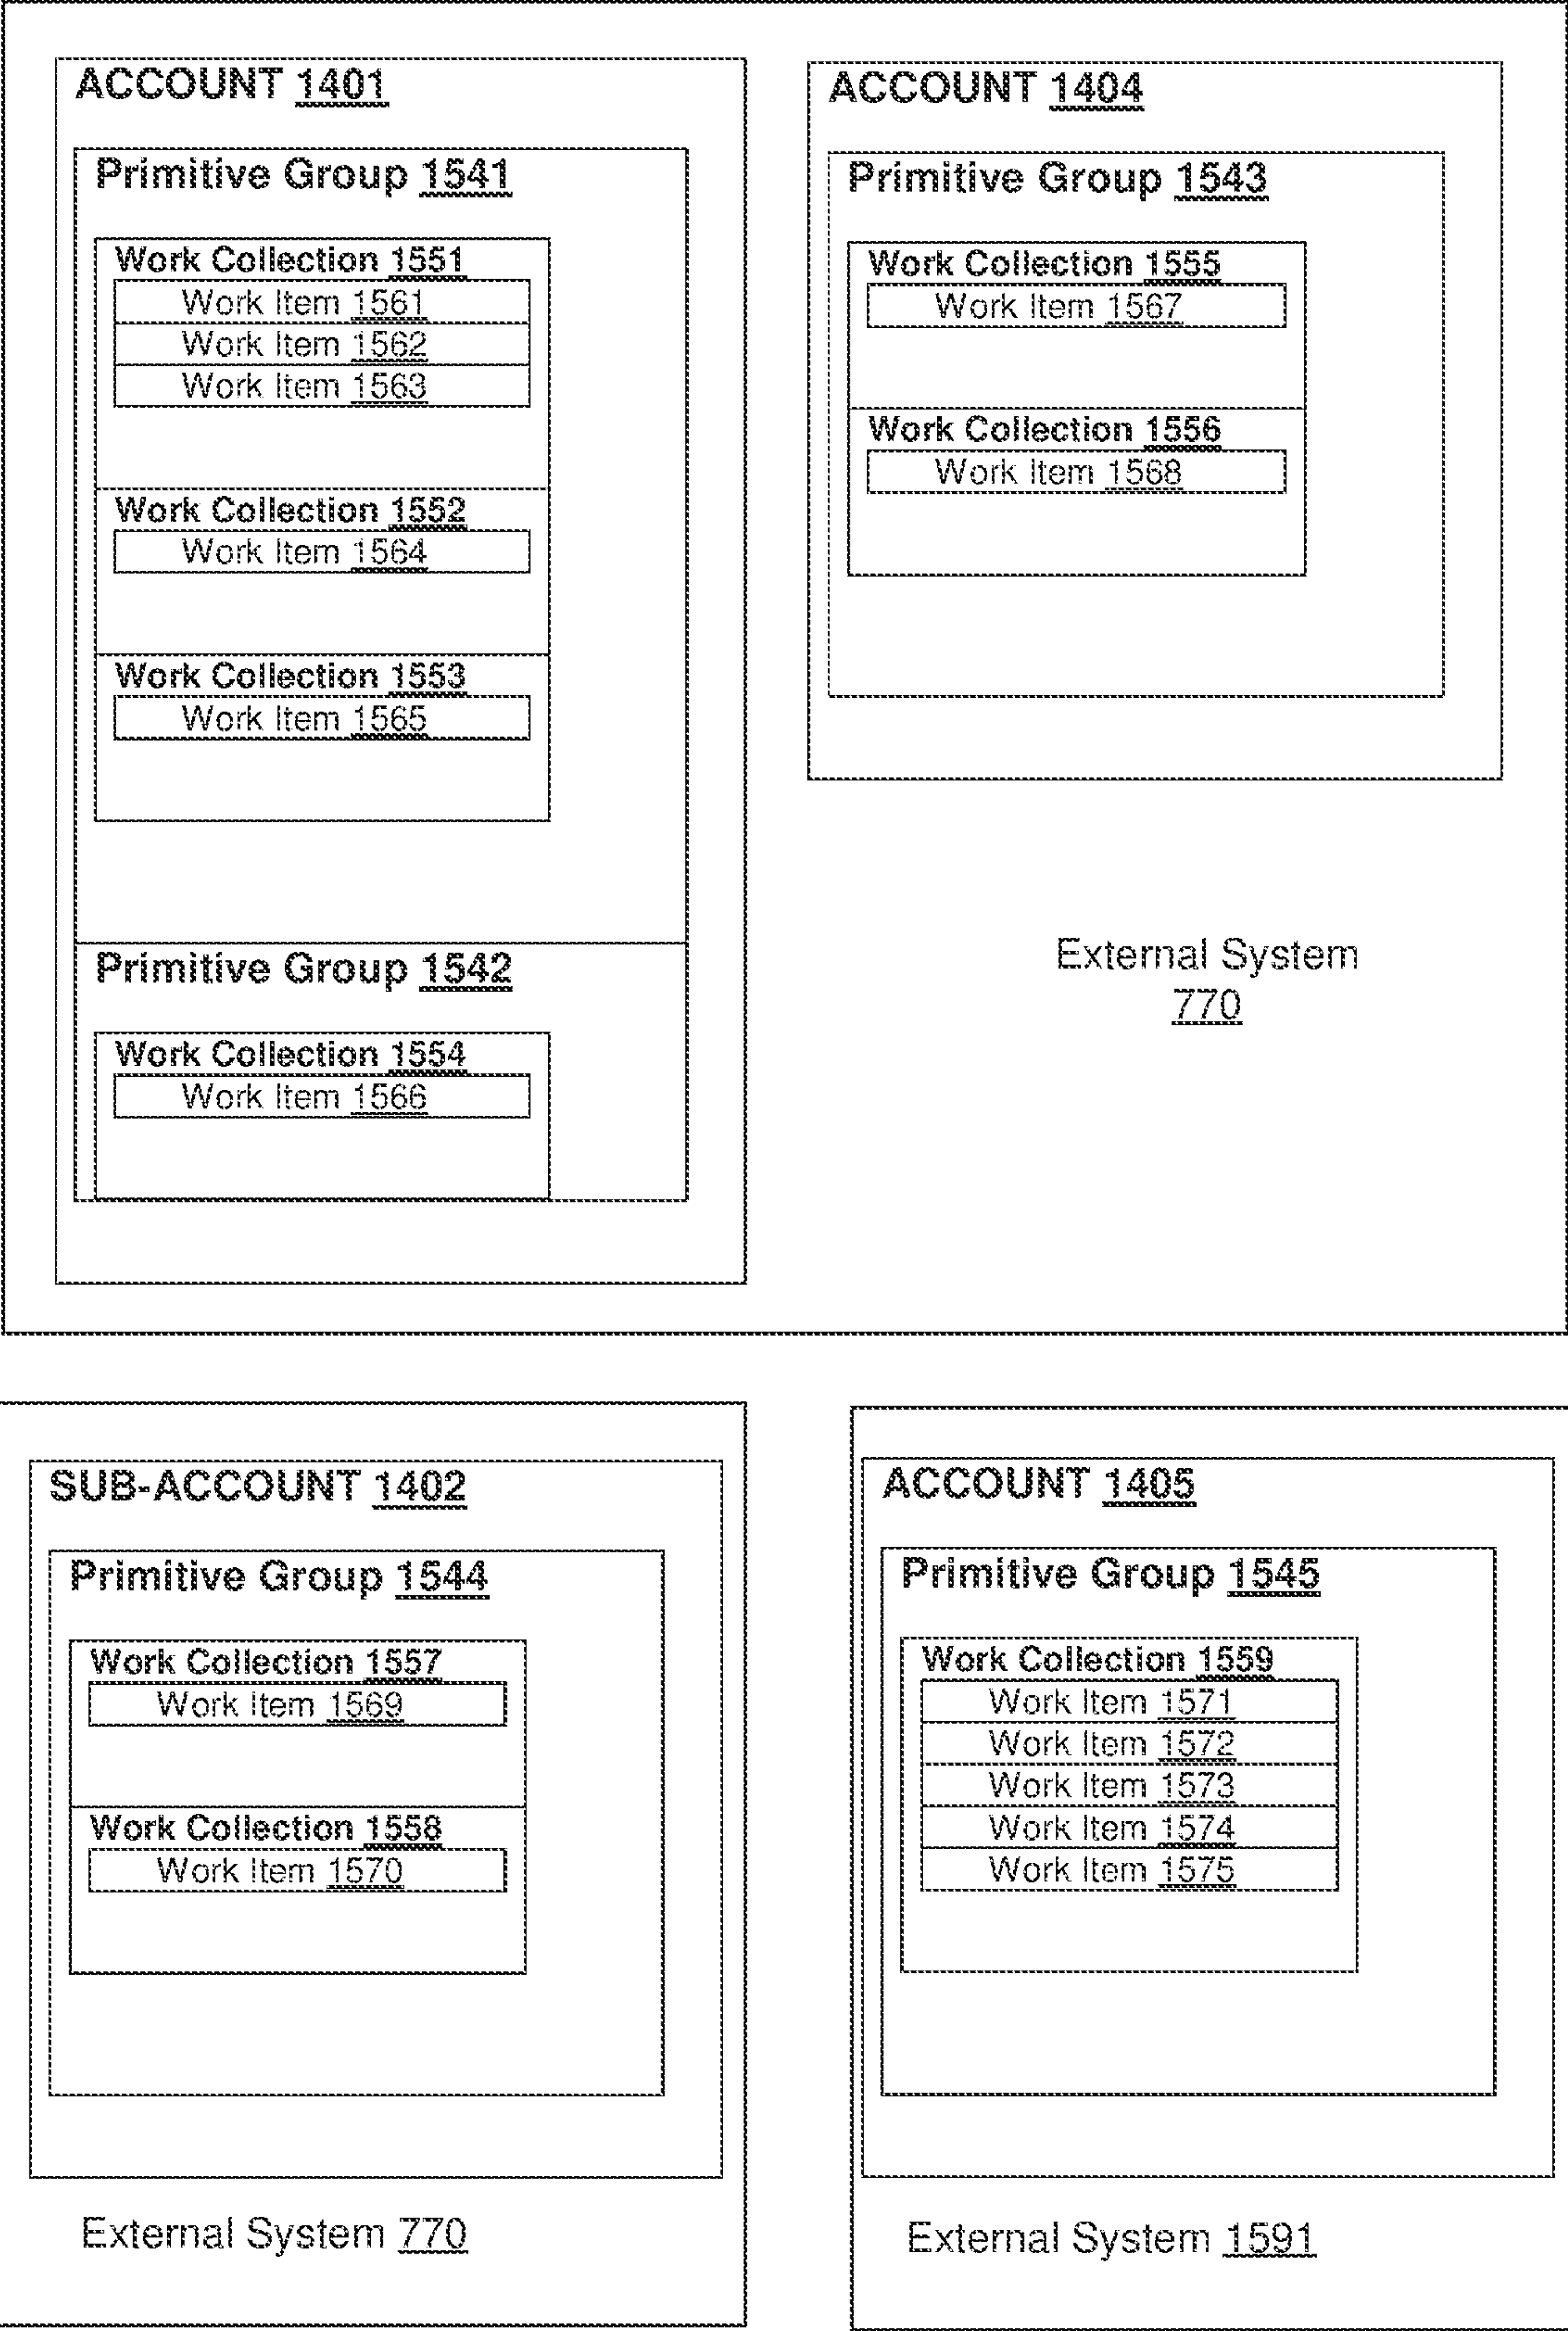 ACCOUNT 1401
Primitive Group 1541
Work Collection 1551
Work Item 1561
Work Item 1562
Work Item 1563
Work Collection 1552
Work Item 1564
Work Collection 1553
Work Item 1565
Primitive Group 1542
Work Collection 1554
Work Item 1566
ACCOUNT 1404
Primitive Group 1543
Work Collection 1555
Work Item 1567
Work Collection 1556
Work Item 1568
External System
770
SUB-ACCOUNT 1402
Primitive Group 1544
Work Collection 1557
Work Item 1569
Work Collection 1558
Work Item 1570
External System 770
ACCOUNT 1405
Primitive Group 1545
Work Collection 1559
Work Item 1571
Work Item 1572
Work Item 1573
Work Item 1574
Work Item 1575
External System 1591